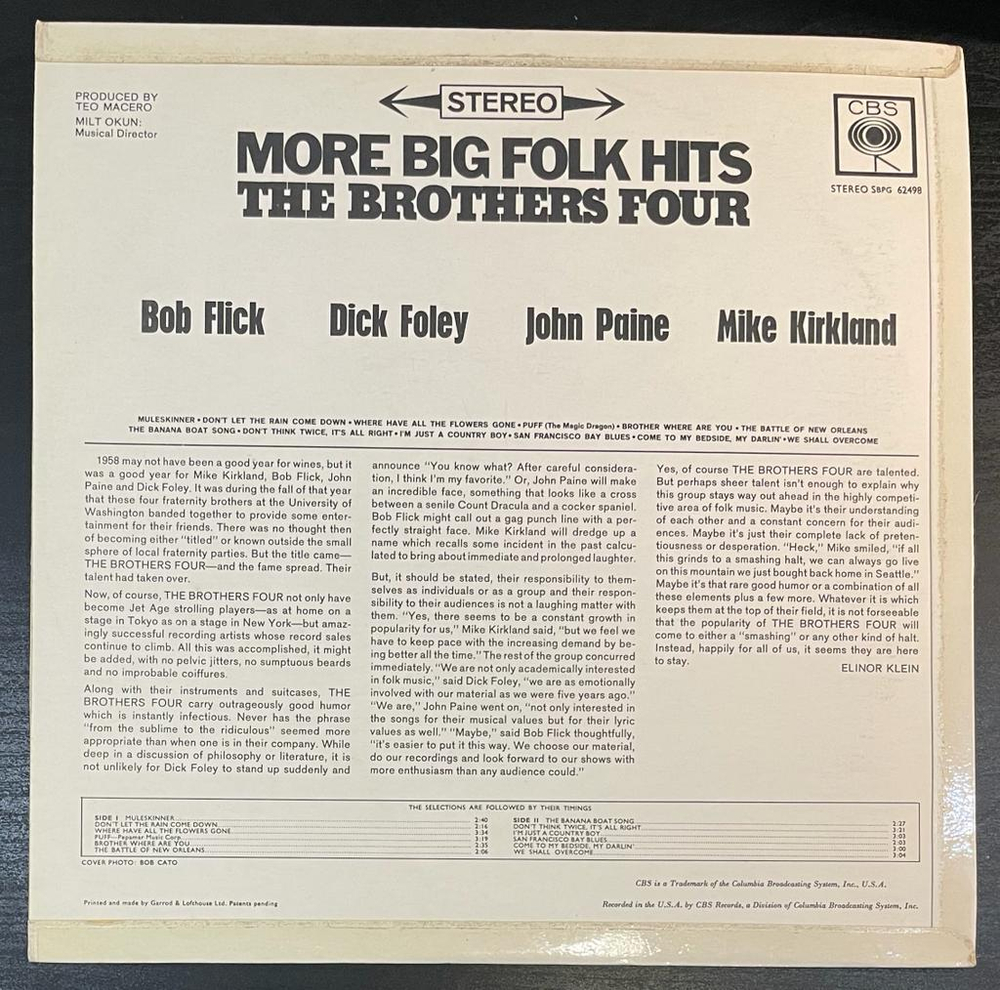 PRODUCED BY
TEO MACERO
MILT OKUN:
Musical Director
STEREO
CBS
STEREO SBPG 62498
MORE BIG FOLK HITS
THE BROTHERS FOUR
Bob Flick Dick Foley John Paine Mike Kirkland
MULESKINNER • DON'T LET THE RAIN COME DOWN • WHERE HAVE ALL THE FLOWERS GONE • PUFF (The Magic Dragon) • BROTHER WHERE ARE YOU • THE BATTLE OF NEW ORLEANS
THE BANANA BOAT SONG • DON'T THINK TWICE, IT'S ALL RIGHT • I'M JUST A COUNTRY BOY • SAN FRANCISCO BAY BLUES • COME TO MY BEDSIDE, MY DARLIN' • WE SHALL OVERCOME
1958 may not have been a good year for wines, but it
was a good year for Mike Kirkland, Bob Flick, John
Paine and Dick Foley. It was during the fall of that year
that these four fraternity brothers at the University of
Washington banded together to provide some enter-
tainment for their friends. There was no thought then
of becoming either "titled" or known outside the small
sphere of local fraternity parties. But the title came—
THE BROTHERS FOUR—and the fame spread. Their
talent had taken over.
Now, of course, THE BROTHERS FOUR not only have
become Jet Age strolling players—as at home on a
stage in Tokyo as on a stage in New York—but amaz-
ingly successful recording artists whose record sales
continue to climb. All this was accomplished, it might
be added, with no pelvic jitters, no sumptuous beards
and no improbable coiffures.
Along with their instruments and suitcases, THE
BROTHERS FOUR carry outrageously good humor
which is instantly infectious. Never has the phrase
"from the sublime to the ridiculous" seemed more
appropriate than when one is in their company. While
deep in a discussion of philosophy or literature, it is
not unlikely for Dick Foley to stand up suddenly and
announce "You know what? After careful considera-
tion, I think I'm my favorite." Or, John Paine will make
an incredible face, something that looks like a cross
between a senile Count Dracula and a cocker spaniel.
Bob Flick might call out a gag punch line with a per-
fectly straight face. Mike Kirkland will dredge up a
name which recalls some incident in the past calcu-
lated to bring about immediate and prolonged laughter.
But, it should be stated, their responsibility to them-
selves as individuals or as a group and their respon-
sibility to their audiences is not a laughing matter with
them. "Yes, there seems to be a constant growth in
popularity for us," Mike Kirkland said, "but we feel we
have to keep pace with the increasing demand by be-
ing better all the time." The rest of the group concurred
immediately. "We are not only academically interested
in folk music," said Dick Foley, "we are as emotionally
involved with our material as we were five years ago."
"We are," John Paine went on, "not only interested in
the songs for their musical values but for their lyric
values as well." "Maybe," said Bob Flick thoughtfully,
"it's easier to put it this way. We choose our material,
do our recordings and look forward to our shows with
more enthusiasm than any audience could."
Yes, of course THE BROTHERS FOUR are talented.
But perhaps sheer talent isn't enough to explain why
this group stays way out ahead in the highly competi-
tive area of folk music. Maybe it's their understanding
of each other and a constant concern for their audi-
ences. Maybe it's just their complete lack of preten-
tiousness or desperation. "Heck," Mike smiled, "if all
this grinds to a smashing halt, we can always go live
on this mountain we just bought back home in Seattle."
Maybe it's that rare good humor or a combination of all
these elements plus a few more. Whatever it is which
keeps them at the top of their field, it is not forseeable
that the popularity of THE BROTHERS FOUR will
come to either a "smashing" or any other kind of halt.
Instead, happily for all of us, it seems they are here
to stay.
ELINOR KLEIN
THE SELECTIONS ARE FOLLOWED BY THEIR TIMINGS
SIDE I MULESKINNER 2:40
DON'T LET THE RAIN COME DOWN 2:16
WHERE HAVE ALL THE FLOWERS GONE 3:34
PUFF—Pepamar Music Corp. 3:19
BROTHER WHERE ARE YOU 2:35
THE BATTLE OF NEW ORLEANS 2:06
SIDE II THE BANANA BOAT SONG 2:27
DON'T THINK TWICE, IT'S ALL RIGHT 3:21
I'M JUST A COUNTRY BOY 3:03
SAN FRANCISCO BAY BLUES 2:03
COME TO MY BEDSIDE, MY DARLIN' 3:00
WE SHALL OVERCOME 3:04
COVER PHOTO: BOB CATO
CBS is a Trademark of the Columbia Broadcasting System, Inc., U.S.A.
Printed and made by Garrod & Lofthouse Ltd. Patents pending
Recorded in the U.S.A. by CBS Records, a Division of Columbia Broadcasting System, Inc.